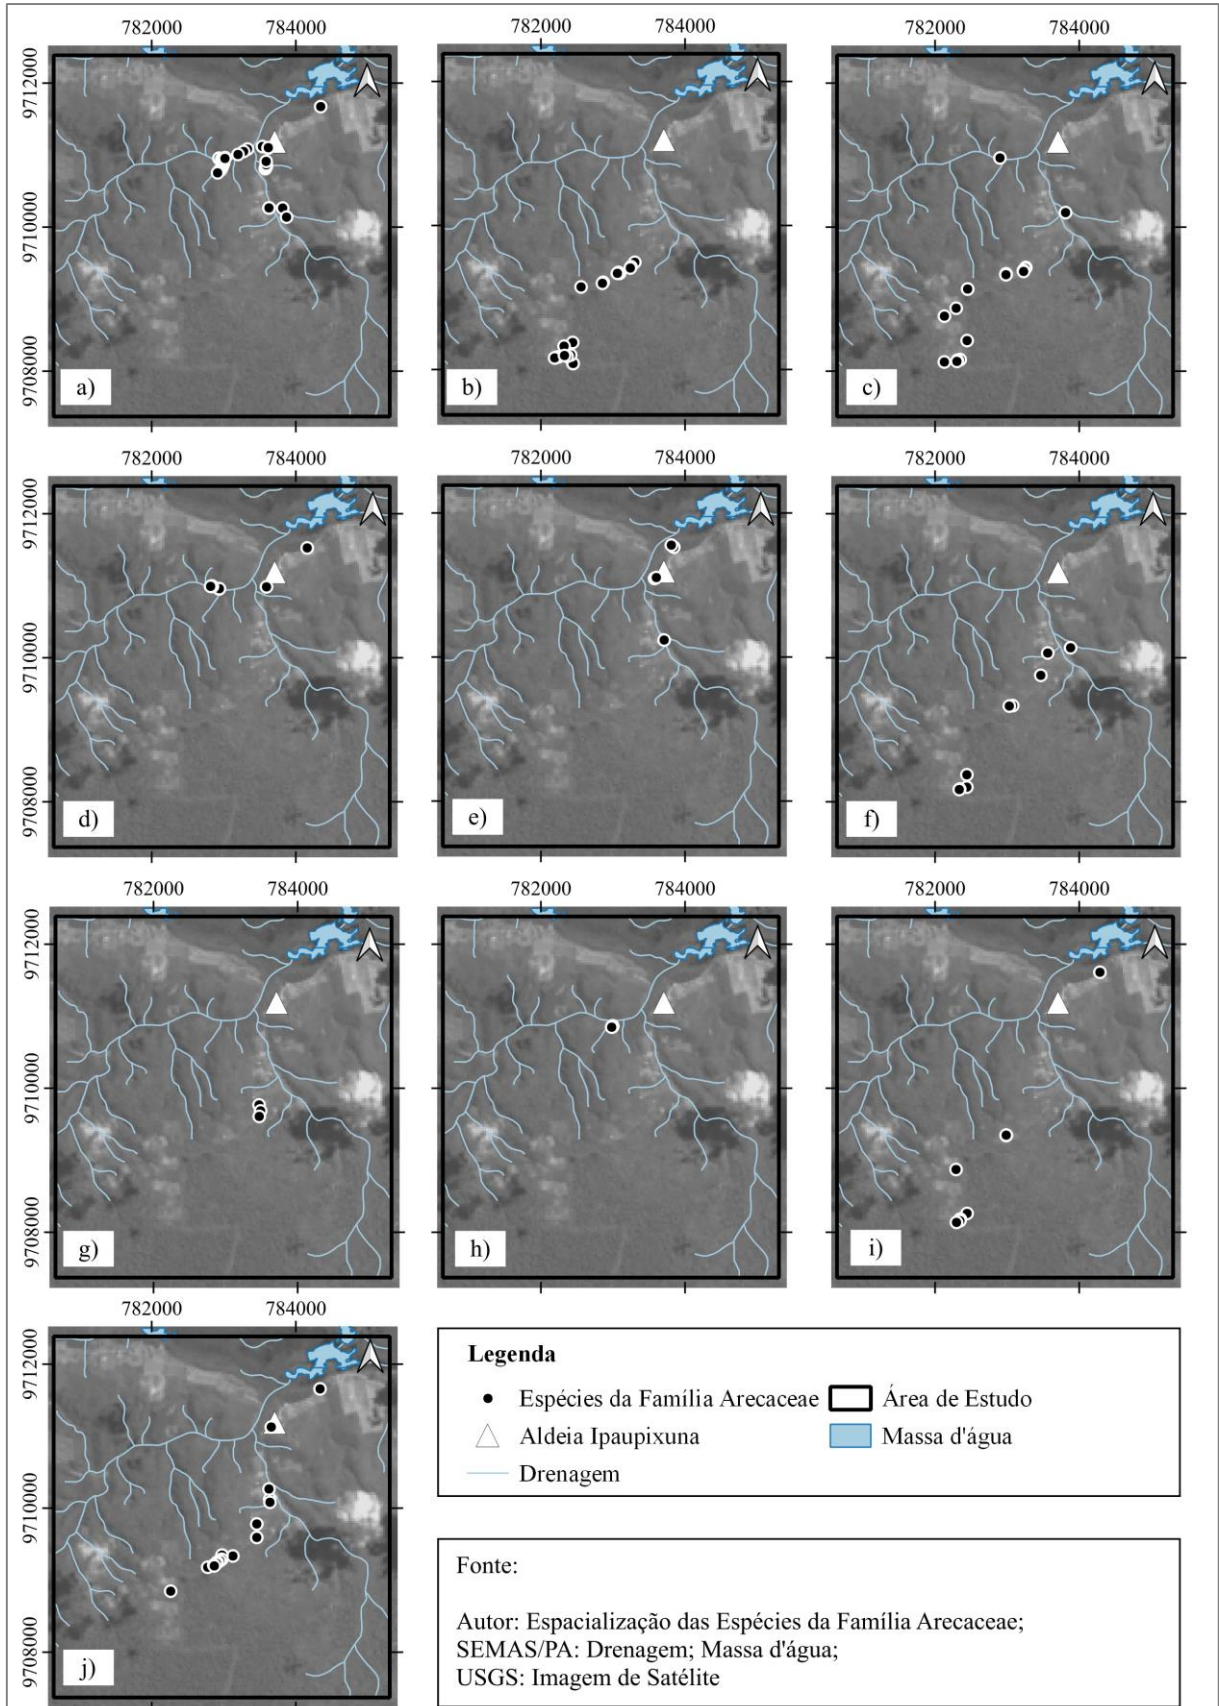 782000 784000 782000 784000 782000 784000
9712000
9710000
9708000
a) b) c)
782000 784000 782000 784000 782000 784000
9712000
9710000
9708000
d) e) f)
782000 784000 782000 784000 782000 784000
9712000
9710000
9708000
g) h) i)
782000 784000
9712000
9710000
9708000
j)
Legenda
Espécies da Família Arecaceae Área de Estudo
Aldeia Ipaupixuna Massa d'água
Drenagem
Fonte:
Autor: Espacialização das Espécies da Família Arecaceae;
SEMAS/PA: Drenagem; Massa d'água;
USGS: Imagem de Satélite